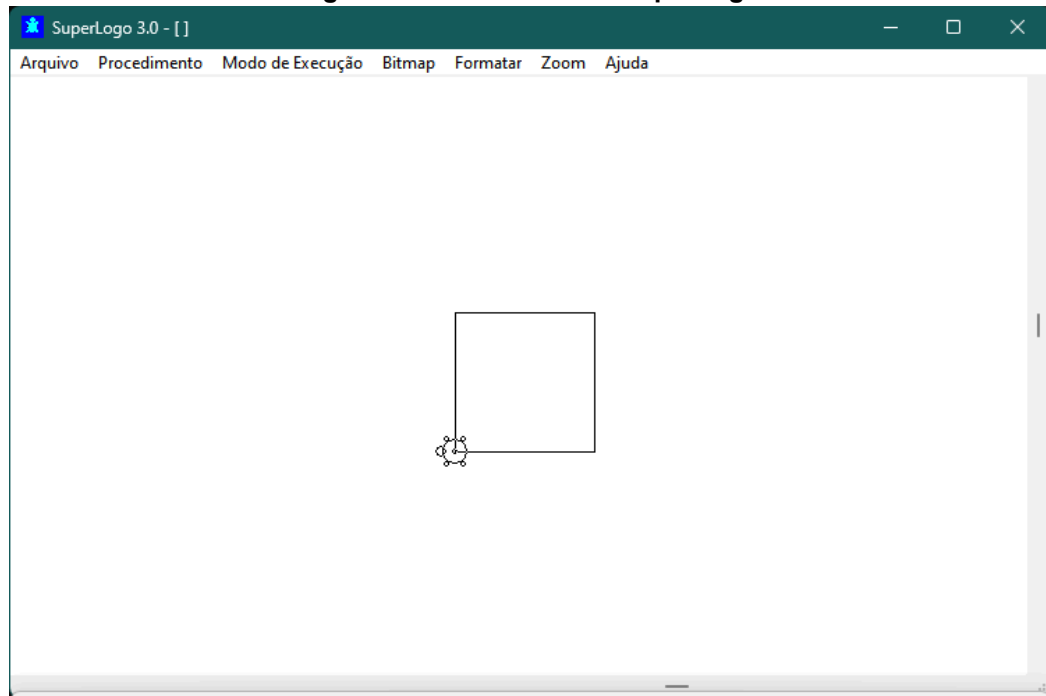 SuperLogo 3.0 - [ ]
Arquivo Procedimento Modo de Execução Bitmap Formatar Zoom Ajuda